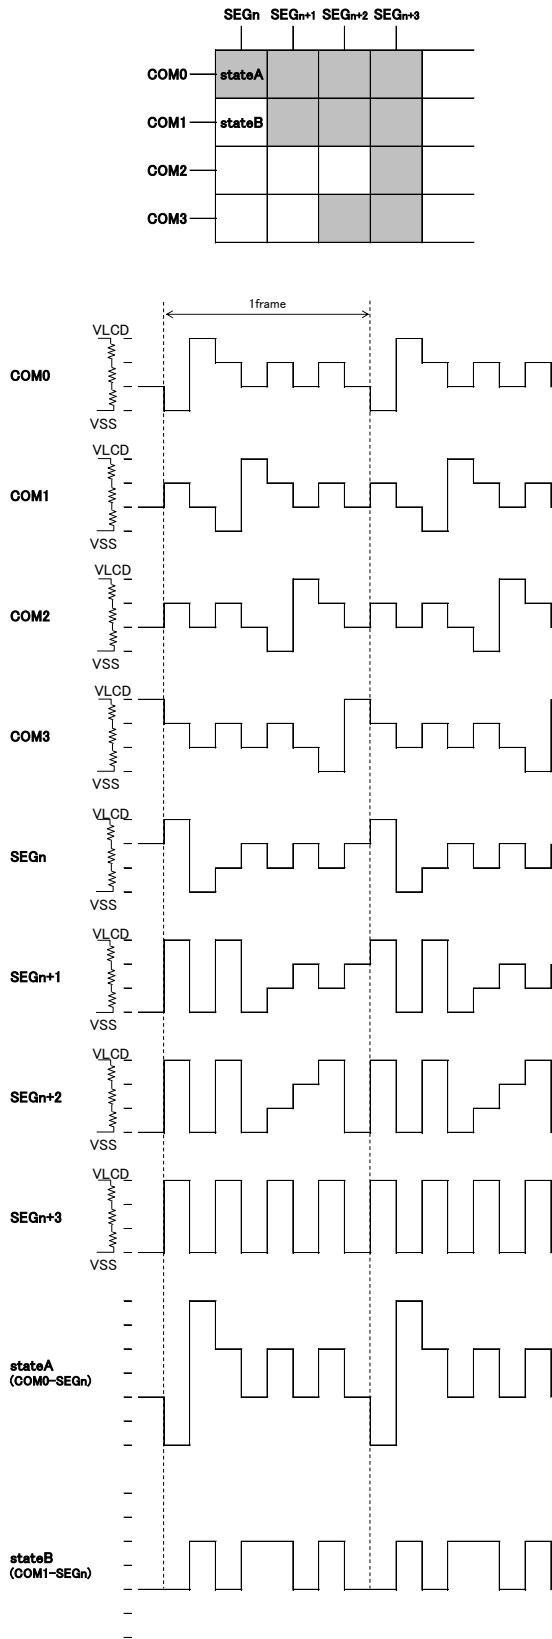 SEGn SEGn+1 SEGn+2 SEGn+3
COM0 stateA
COM1 stateB
COM2
COM3
1frame
VLCD
COM0
VSS
VLCD
COM1
VSS
VLCD
COM2
VSS
VLCD
COM3
VSS
VLCD
SEGn
VSS
VLCD
SEGn+1
VSS
VLCD
SEGn+2
VSS
VLCD
SEGn+3
VSS
stateA
(COM0-SEGn)
stateB
(COM1-SEGn)